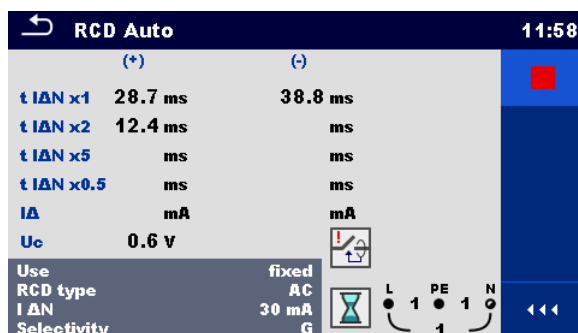 RCD Auto 11:58
(+) (-)
t IΔN x1 28.7 ms 38.8 ms
t IΔN x2 12.4 ms ms
t IΔN x5 ms ms
t IΔN x0.5 ms ms
IΔ mA mA
Uc 0.6 V
!
Use fixed
RCD type AC
I ΔN 30 mA
Selectivity G
L PE N
1 1
1